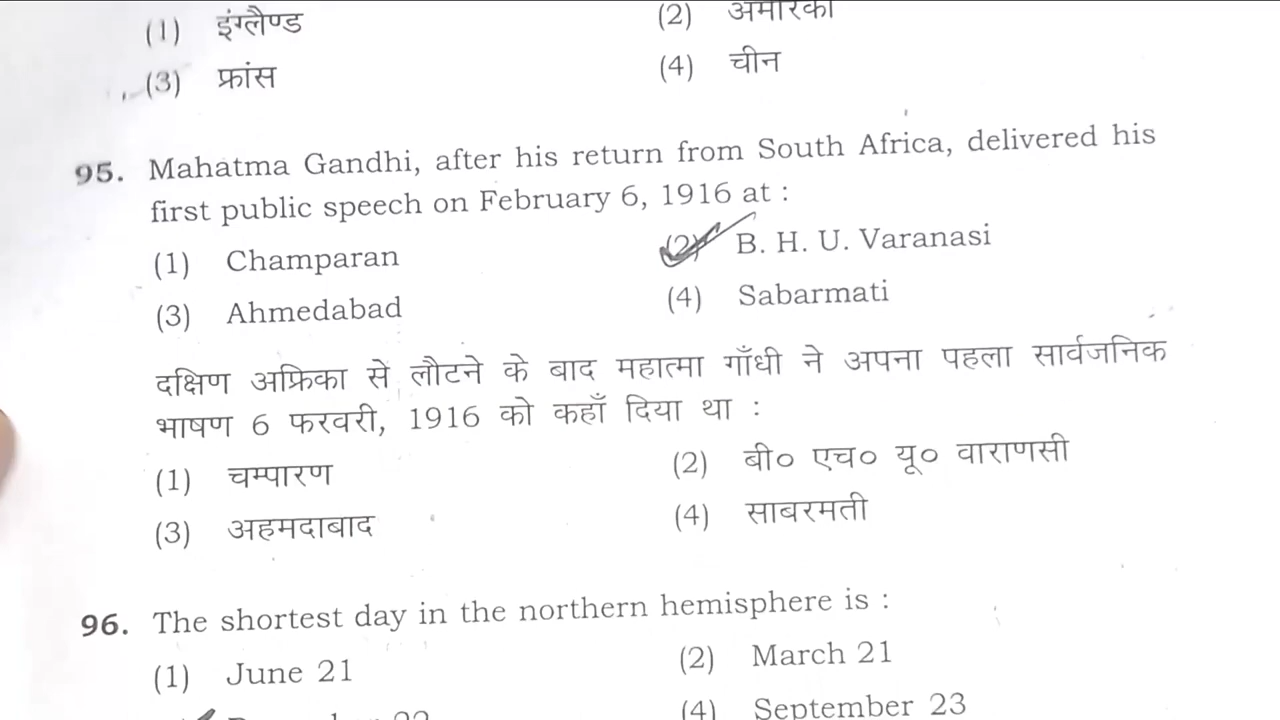 (1) इंग्लैण्ड (2) अमेरिका
(3) फ्रांस (4) चीन
95. Mahatma Gandhi, after his return from South Africa, delivered his
first public speech on February 6, 1916 at :
(1) Champaran (2) B. H. U. Varanasi
(3) Ahmedabad (4) Sabarmati
दक्षिण अफ्रिका से लौटने के बाद महात्मा गाँधी ने अपना पहला सार्वजनिक
भाषण 6 फरवरी, 1916 को कहाँ दिया था :
(1) चम्पारण (2) बी० एच० यू० वाराणसी
(3) अहमदाबाद (4) साबरमती
96. The shortest day in the northern hemisphere is :
(1) June 21 (2) March 21
(4) September 23